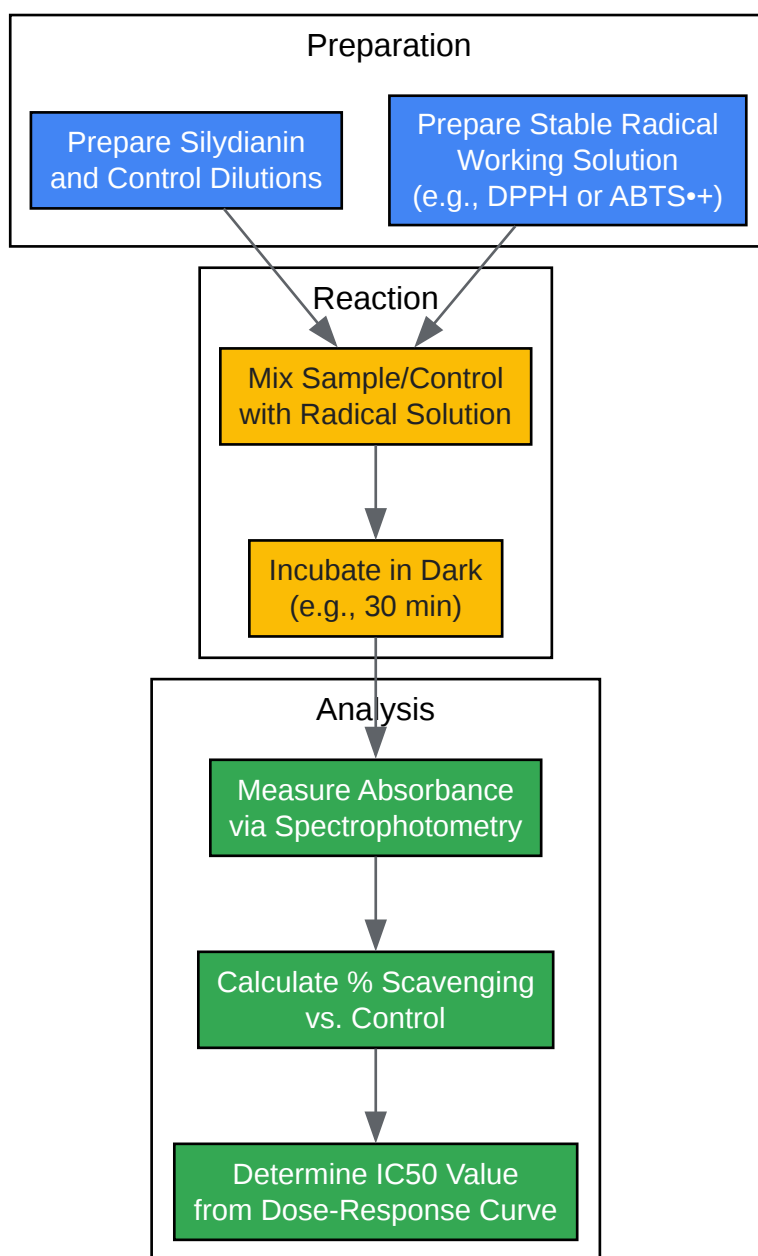 Preparation
Prepare Silydianin
and Control Dilutions
Prepare Stable Radical
Working Solution
(e.g., DPPH or ABTS•+)
Reaction
Mix Sample/Control
with Radical Solution
Incubate in Dark
(e.g., 30 min)
Analysis
Measure Absorbance
via Spectrophotometry
Calculate % Scavenging
vs. Control
Determine IC50 Value
from Dose-Response Curve